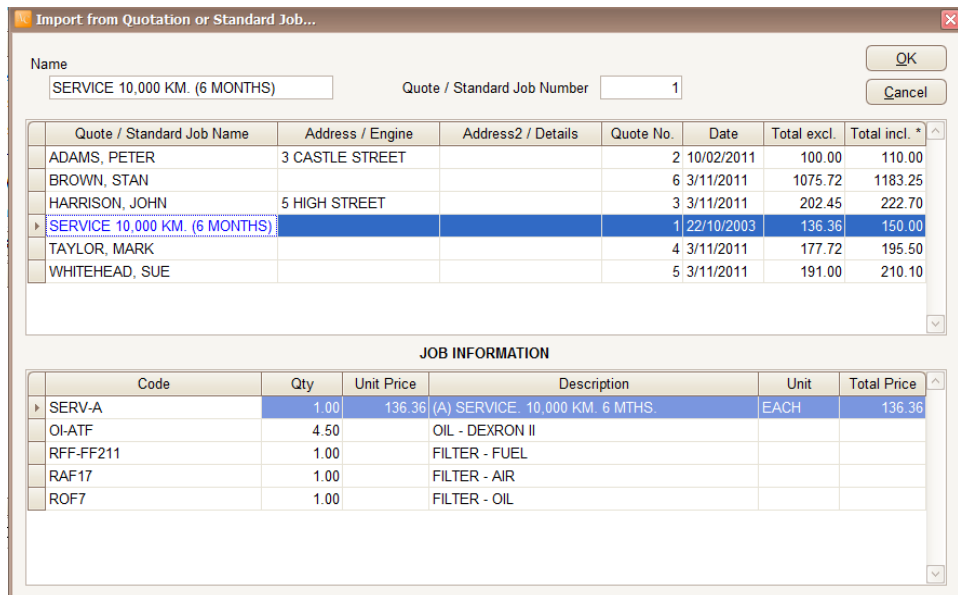 Import from Quotation or Standard Job...
Name
OK
SERVICE 10,000 KM. (6 MONTHS) Quote / Standard Job Number 1
Cancel
Quote / Standard Job Name Address / Engine Address2 / Details Quote No. Date Total excl. Total incl. *
ADAMS, PETER 3 CASTLE STREET 2 10/02/2011 100.00 110.00
BROWN, STAN 6 3/11/2011 1075.72 1183.25
HARRISON, JOHN 5 HIGH STREET 3 3/11/2011 202.45 222.70
SERVICE 10,000 KM. (6 MONTHS) 1 22/10/2003 136.36 150.00
TAYLOR, MARK 4 3/11/2011 177.72 195.50
WHITEHEAD, SUE 5 3/11/2011 191.00 210.10
JOB INFORMATION
Code Qty Unit Price Description Unit Total Price
SERV-A 1.00 136.36 (A) SERVICE. 10,000 KM. 6 MTHS. EACH 136.36
OI-ATF 4.50 OIL - DEXRON II
RFF-FF211 1.00 FILTER - FUEL
RAF17 1.00 FILTER - AIR
ROF7 1.00 FILTER - OIL